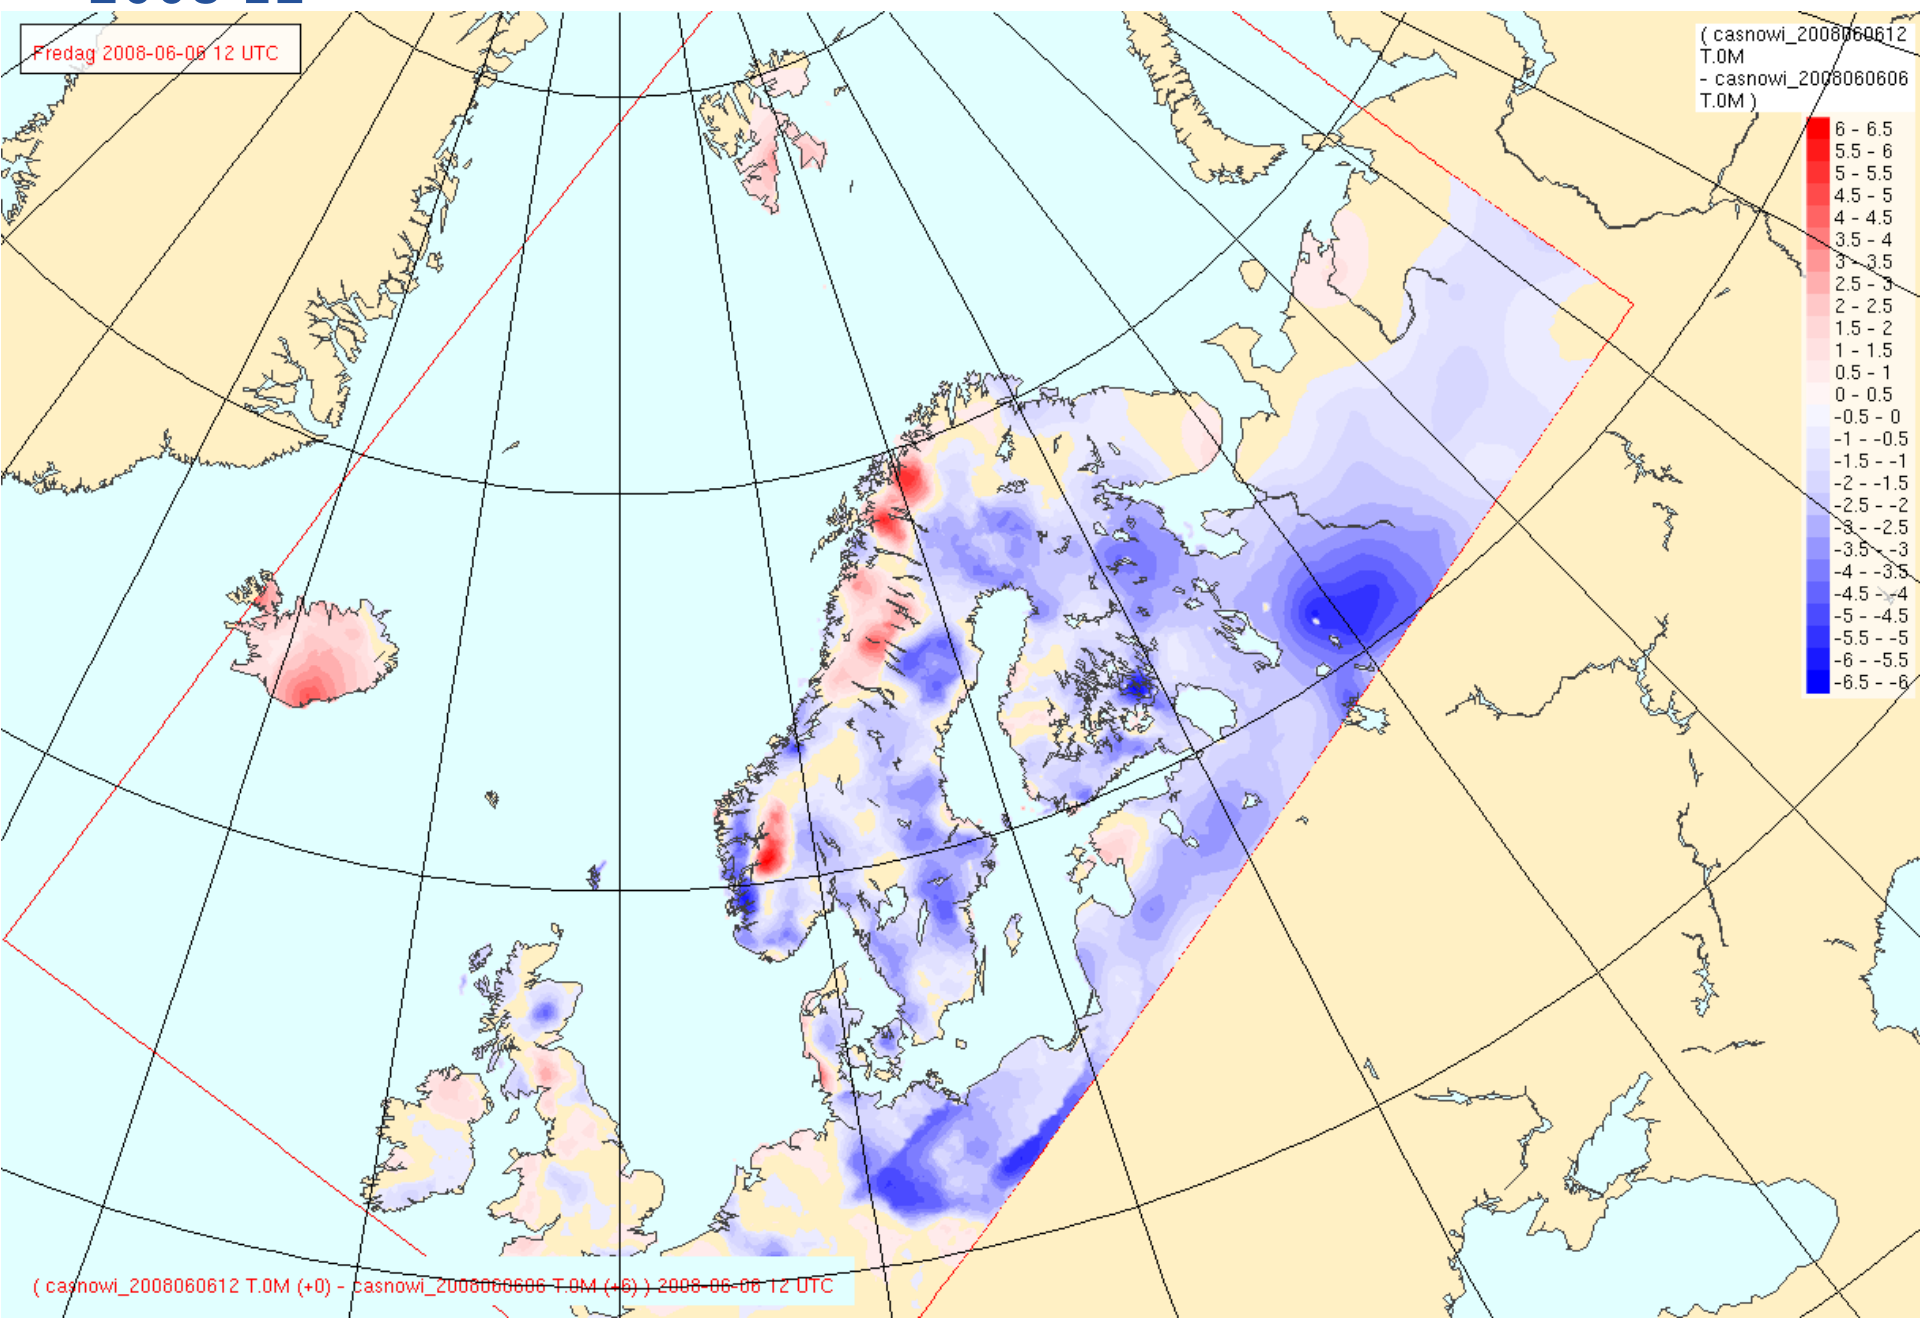 Fredag 2008-06-06 12 UTC
( casnowi_2008060612
T.0M
- casnowi_2008060606
T.0M )
6 - 6.5
5.5 - 6
5 - 5.5
4.5 - 5
4 - 4.5
3.5 - 4
3 - 3.5
2.5 - 3
2 - 2.5
1.5 - 2
1 - 1.5
0.5 - 1
0 - 0.5
-0.5 - 0
-1 - -0.5
-1.5 - -1
-2 - -1.5
-2.5 - -2
-3 - -2.5
-3.5 - -3
-4 - -3.5
-4.5 - -4
-5 - -4.5
-5.5 - -5
-6 - -5.5
-6.5 - -6
( casnowi_2008060612 T.0M (+0) - casnowi_2008060606 T.0M (+6) ) 2008-06-06 12 UTC